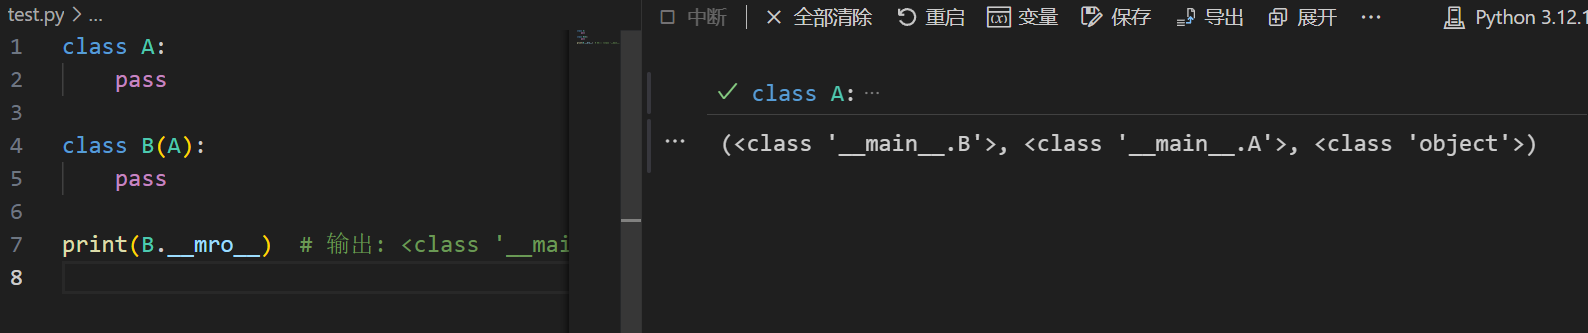 test.py > ...
中断 全部清除 重启 变量 保存 导出 展开 ... Python 3.12.1
1 class A:
2 pass
3
4 class B(A):
5 pass
6
7 print(B.__mro__) # 输出: <class '__mai
8
class A: ...
... (<class '__main__.B'>, <class '__main__.A'>, <class 'object'>)